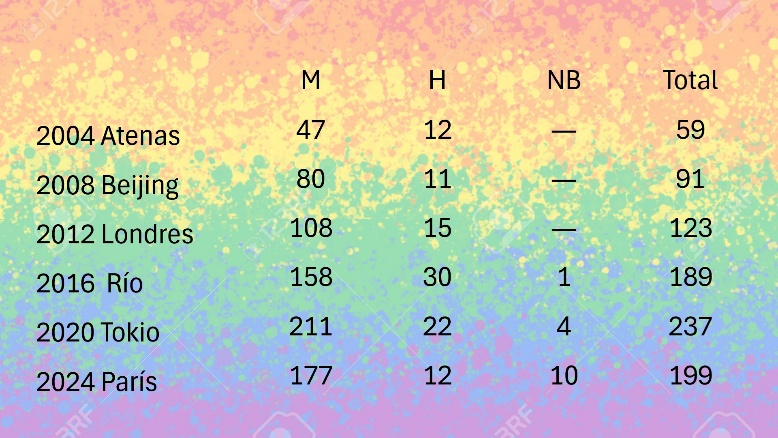 M H NB Total
2004 Atenas 47 12 — 59
2008 Beijing 80 11 — 91
2012 Londres 108 15 — 123
2016 Río 158 30 1 189
2020 Tokio 211 22 4 237
2024 París 177 12 10 199